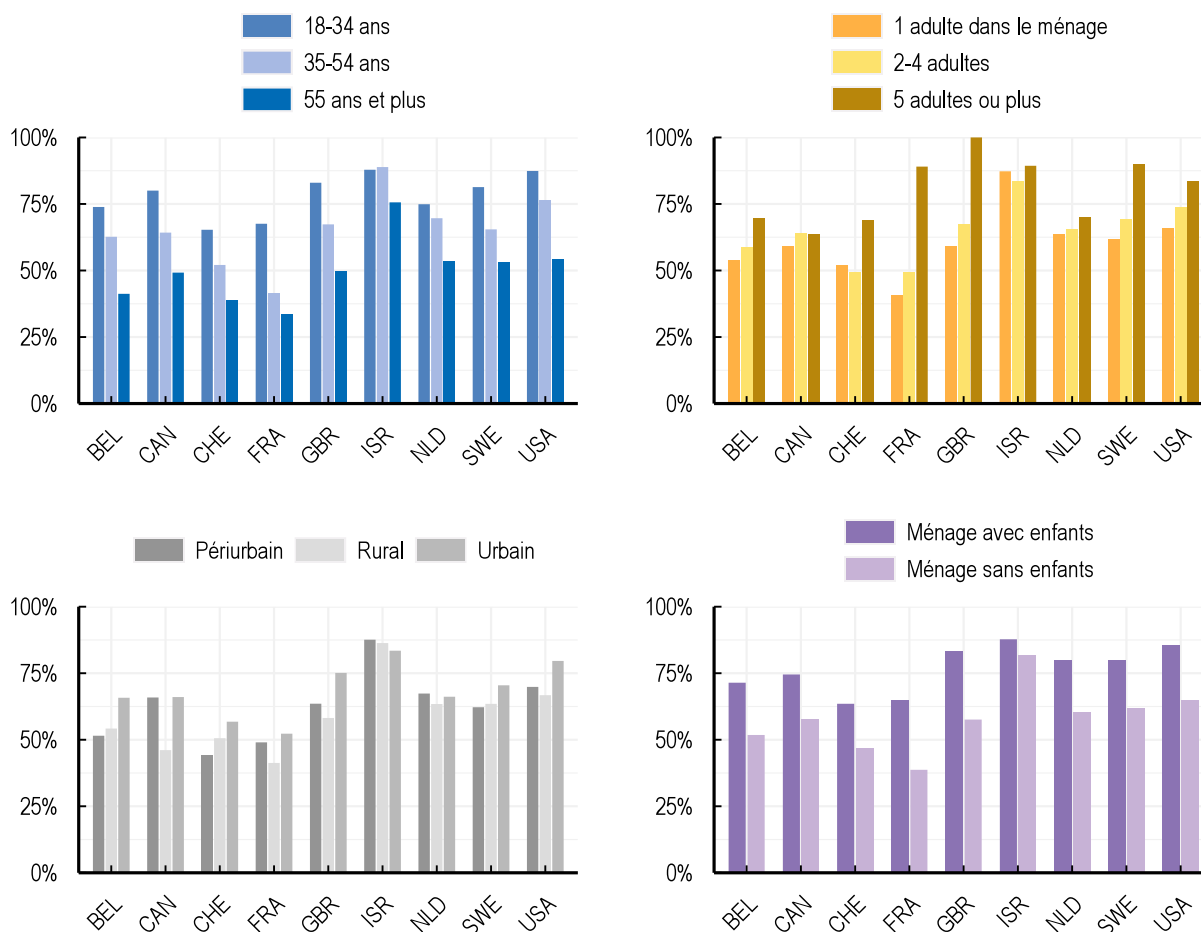 18-34 ans
35-54 ans
55 ans et plus
100%
75%
50%
25%
0%
BEL CAN CHE FRA GBR ISR NLD SWE USA
1 adulte dans le ménage
2-4 adultes
5 adultes ou plus
100%
75%
50%
25%
0%
BEL CAN CHE FRA GBR ISR NLD SWE USA
Périurbain Rural Urbain
100%
75%
50%
25%
0%
BEL CAN CHE FRA GBR ISR NLD SWE USA
Ménage avec enfants
Ménage sans enfants
100%
75%
50%
25%
0%
BEL CAN CHE FRA GBR ISR NLD SWE USA